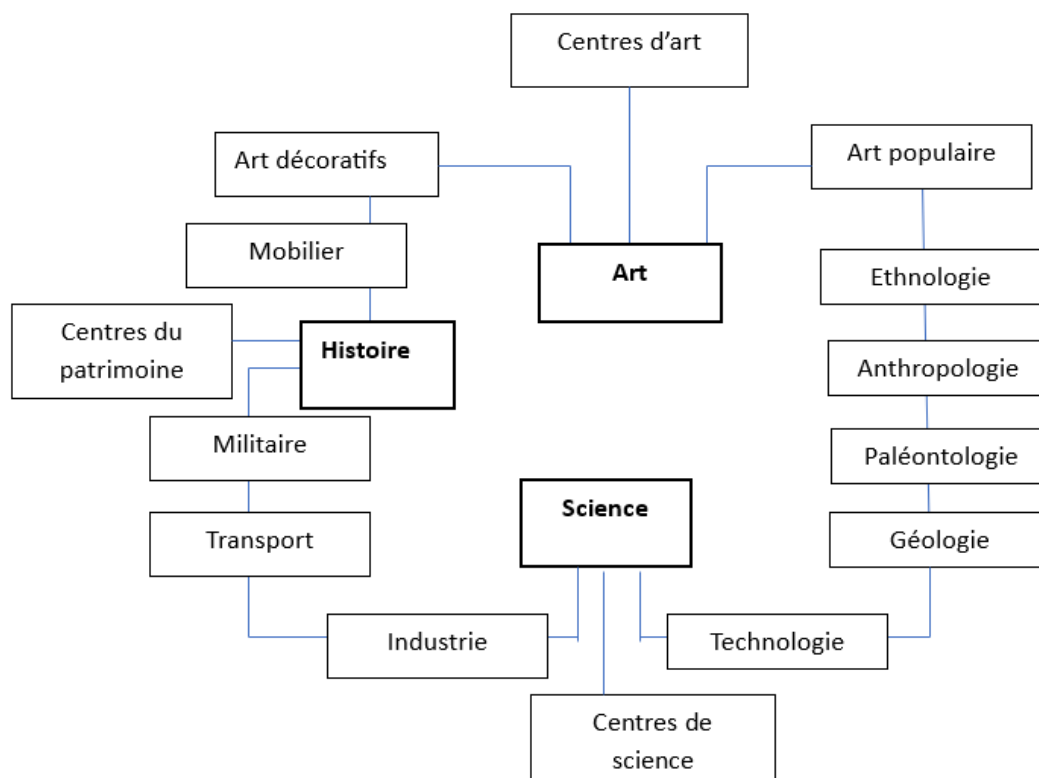 Centres d’art
Art décoratifs
Art populaire
Mobilier
Art
Ethnologie
Centres du
patrimoine
Histoire
Anthropologie
Militaire
Paléontologie
Science
Transport
Géologie
Industrie
Technologie
Centres de
science